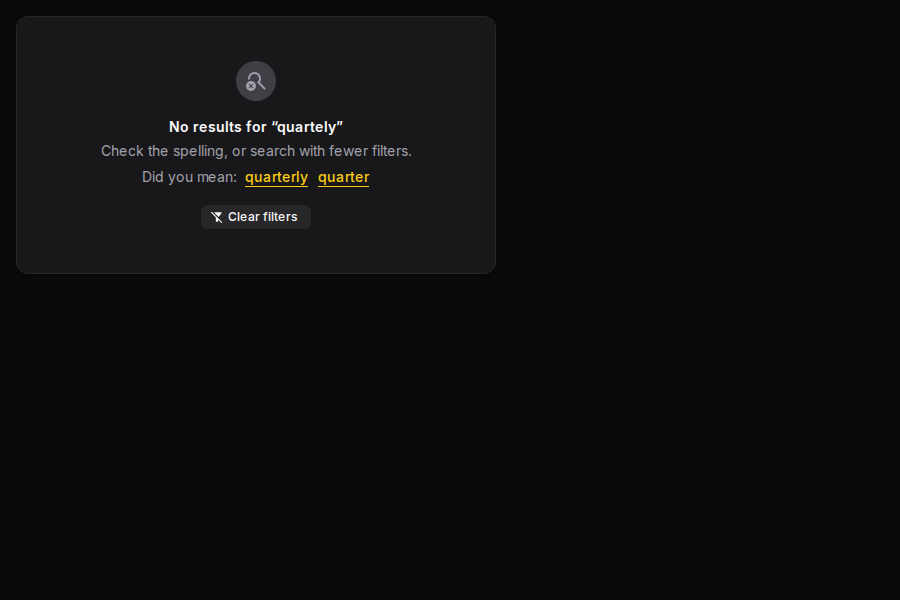 No results for “quartely”
Check the spelling, or search with fewer filters.
Did you mean: quarterly quarter
Clear filters